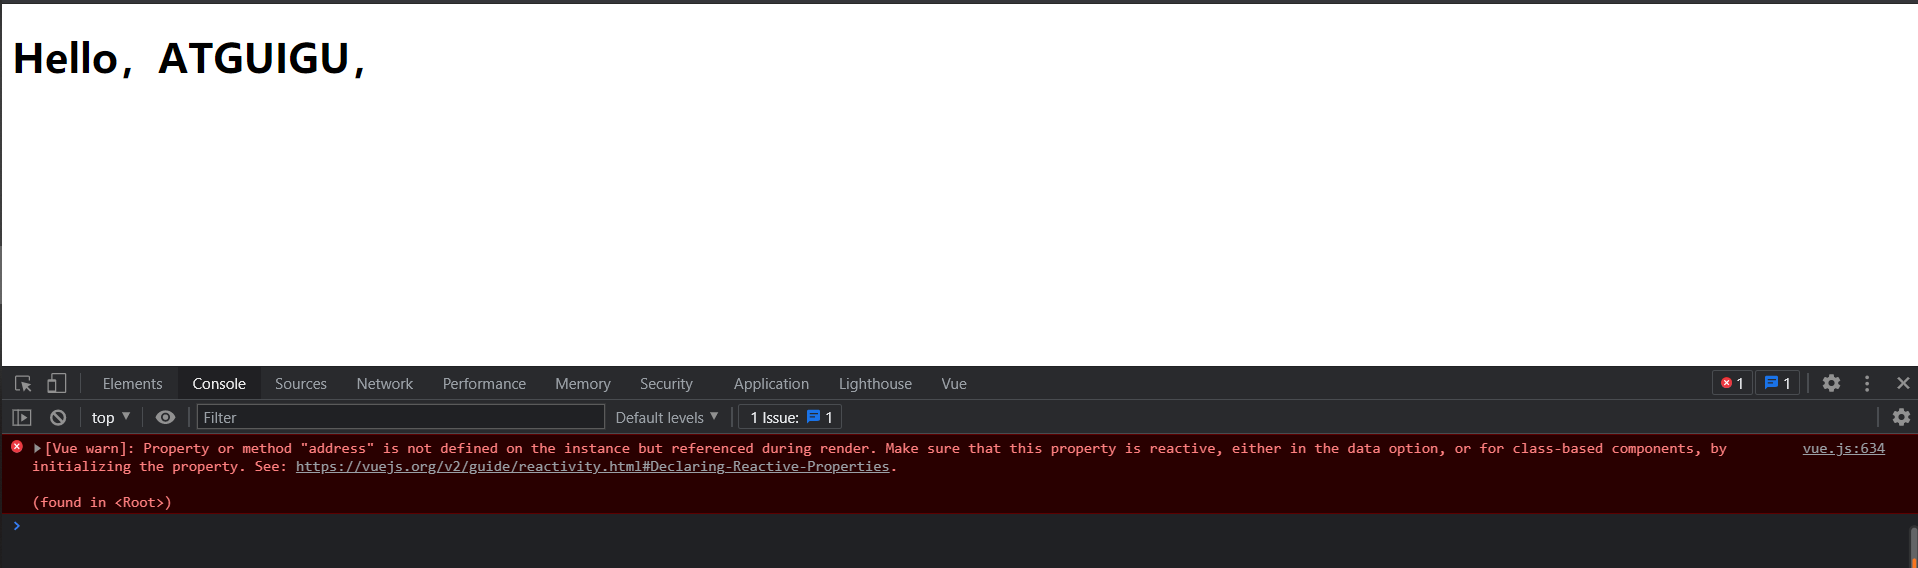 Hello，ATGUIGU，
Elements Console Sources Network Performance Memory Security Application Lighthouse Vue 1 1
top Filter Default levels 1 Issue: 1
[Vue warn]: Property or method "address" is not defined on the instance but referenced during render. Make sure that this property is reactive, either in the data option, or for class-based components, by vue.js:634
initializing the property. See: https://vuejs.org/v2/guide/reactivity.html#Declaring-Reactive-Properties.
(found in <Root>)